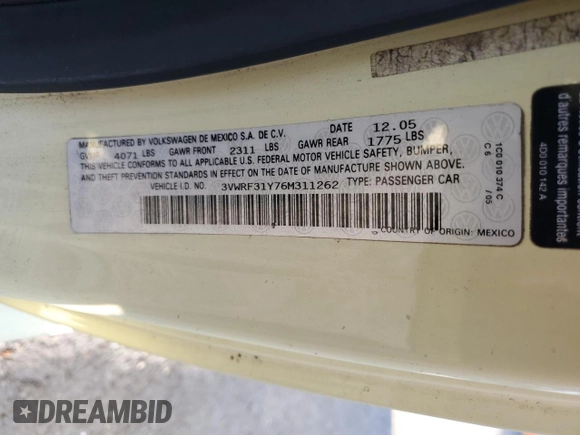 MANUFACTURED BY VOLKSWAGEN DE MEXICO S.A. DE C.V. DATE 12.05
4071 LBS GAWR FRONT 2311 LBS GAWR REAR 1775 LBS
THIS VEHICLE CONFORMS TO ALL APPLICABLE U.S. FEDERAL MOTOR VEHICLE SAFETY, BUMPER,
THEFT PREVENTION STANDARDS IN EFFECT ON THE DATE OF MANUFACTURE SHOWN ABOVE.
VEHICLE I.D. NO. 3VWRF31Y76M311262 TYPE: PASSENGER CAR
COUNTRY OF ORIGIN: MEXICO
1C0 010 374 C
C 6 /05
d'autres remarques importantes
4D0 010 142 A
DREAMBID